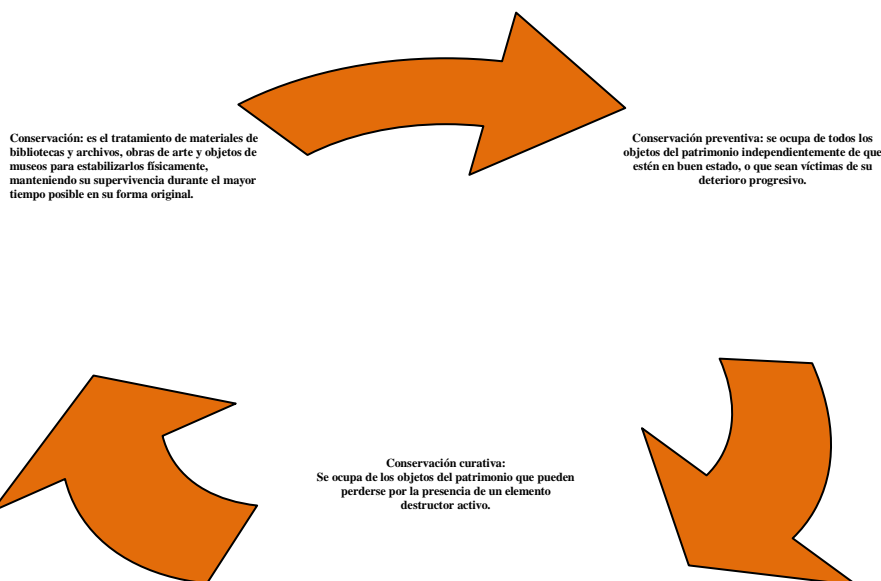 Conservación: es el tratamiento de materiales de
bibliotecas y archivos, obras de arte y objetos de
museos para estabilizarlos físicamente,
manteniendo su supervivencia durante el mayor
tiempo posible en su forma original.
Conservación preventiva: se ocupa de todos los
objetos del patrimonio independientemente de que
estén en buen estado, o que sean víctimas de su
deterioro progresivo.
Conservación curativa:
Se ocupa de los objetos del patrimonio que pueden
perderse por la presencia de un elemento
destructor activo.